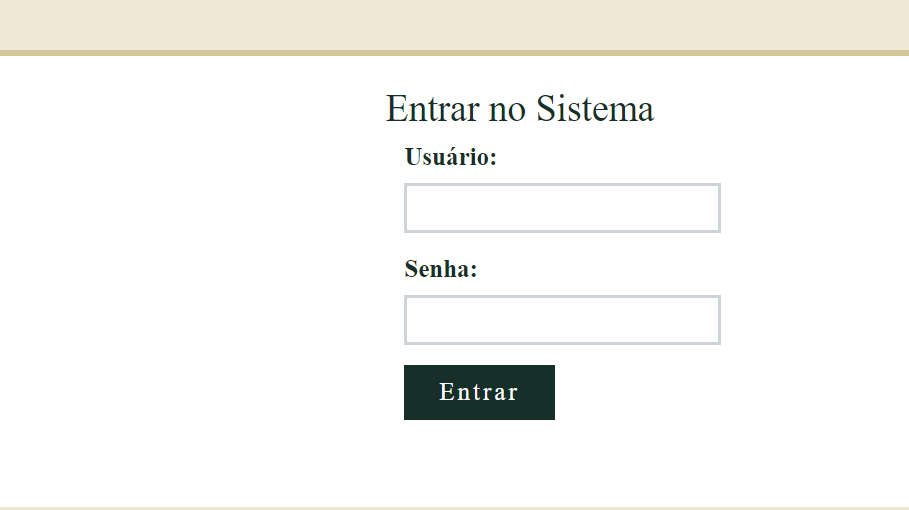 Entrar no Sistema
Usuário:
Senha:
Entrar